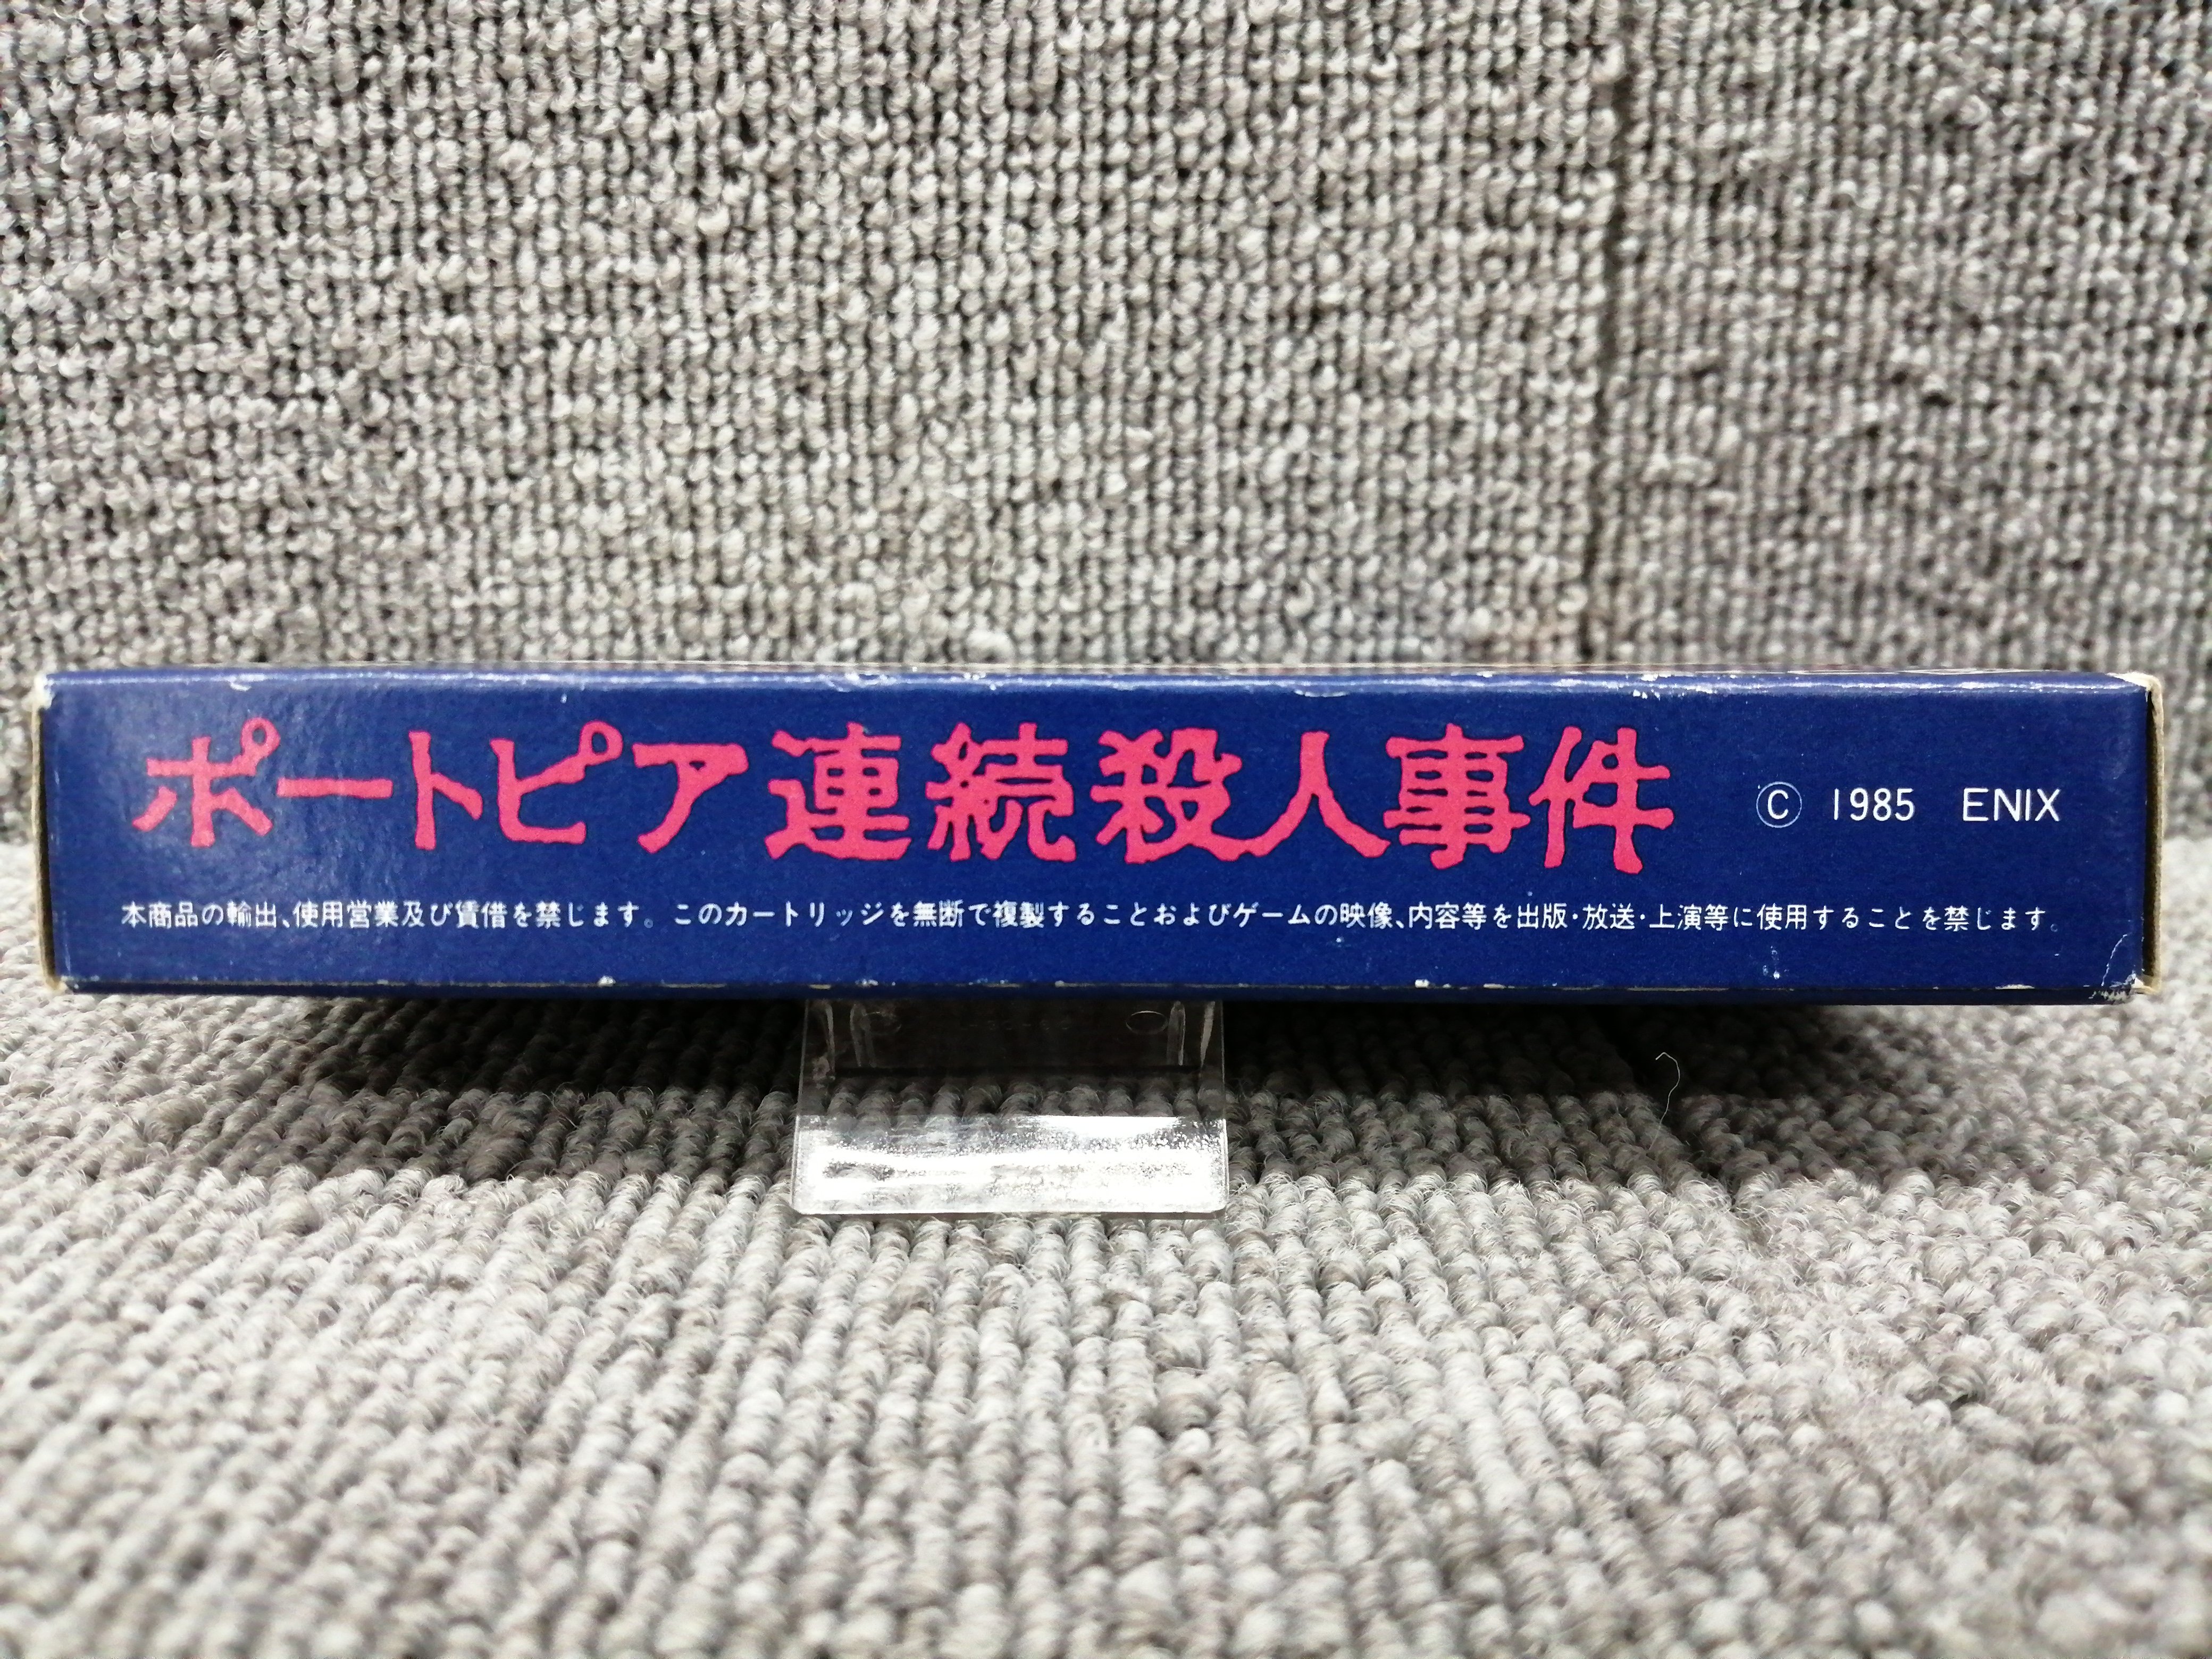 ポートピア連続殺人事件 © 1985 ENIX
本商品の輸出、使用営業及び賃借を禁じます。このカートリッジを無断で複製することおよびゲームの映像、内容等を出版・放送・上演等に使用することを禁じます。